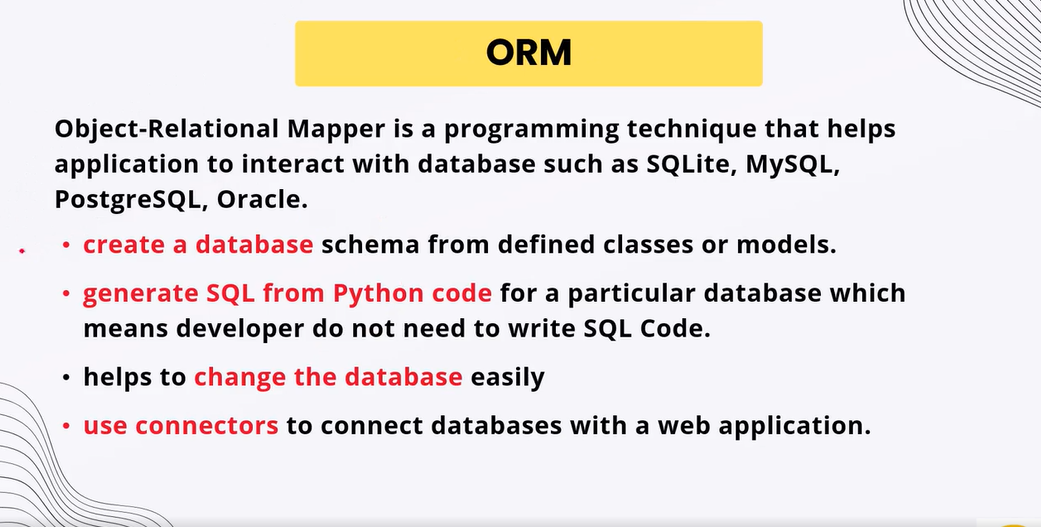 ORM
Object-Relational Mapper is a programming technique that helps
application to interact with database such as SQLite, MySQL,
PostgreSQL, Oracle.
• create a database schema from defined classes or models.
• generate SQL from Python code for a particular database which
means developer do not need to write SQL Code.
• helps to change the database easily
• use connectors to connect databases with a web application.